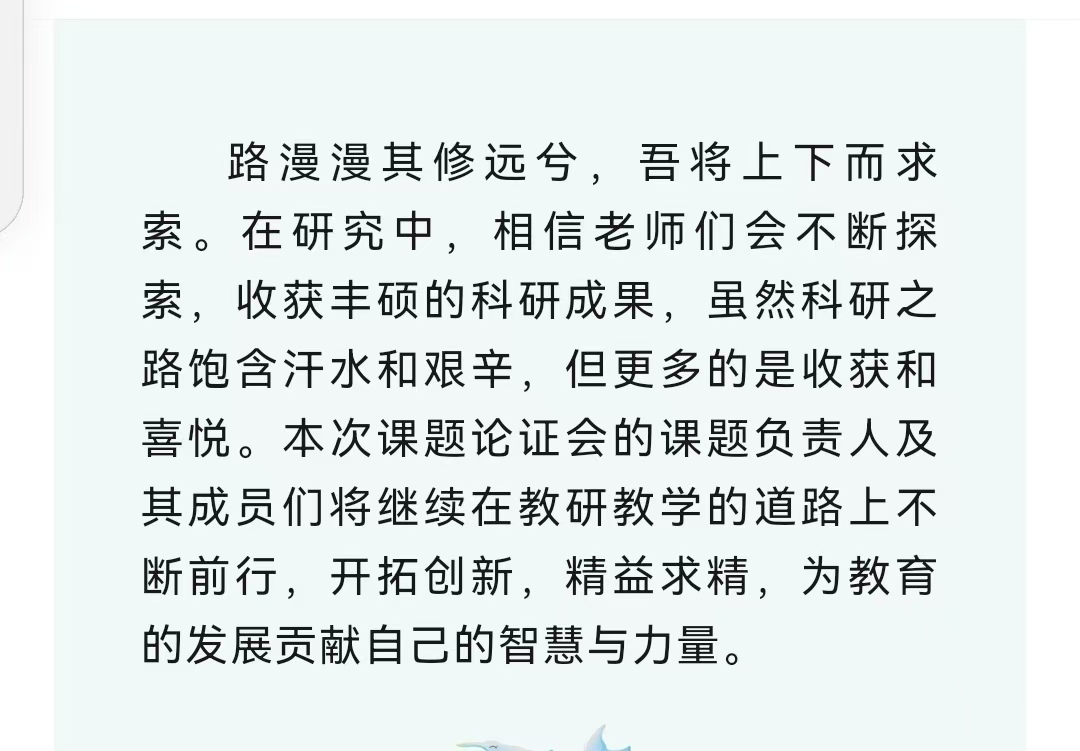 路漫漫其修远兮，吾将上下而求
索。在研究中，相信老师们会不断探
索，收获丰硕的科研成果，虽然科研之
路饱含汗水和艰辛，但更多的是收获和
喜悦。本次课题论证会的课题负责人及
其成员们将继续在教研教学的道路上不
断前行，开拓创新，精益求精，为教育
的发展贡献自己的智慧与力量。